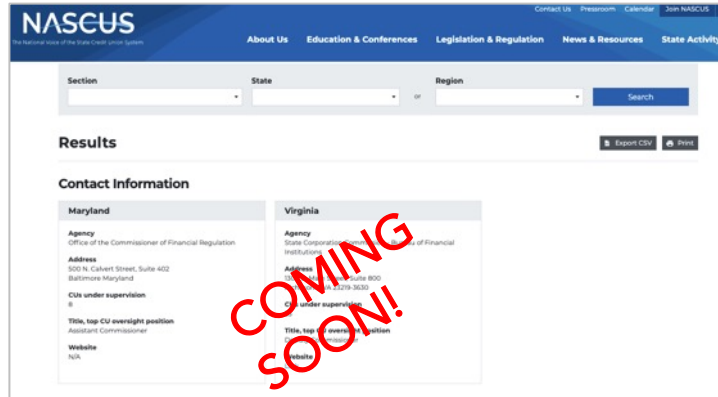 Contact Us Pressroom Calendar Join NASCUS
NASCUS
The National Voice of the State Credit Union System
About Us Education & Conferences Legislation & Regulation News & Resources State Activity
Section State Region
or Search
Results
Export CSV Print
Contact Information
Maryland
Agency
Office of the Commissioner of Financial Regulation
Address
500 N. Calvert Street, Suite 402
Baltimore Maryland
CUs under supervision
8
Title, top CU oversight position
Assistant Commissioner
Website
N/A
Virginia
Agency
State Corporation Bureau of Financial
Institutions
Address
Suite 800
23219-3630
CUs under supervision
Title, top CU oversight position
Website
COMING
SOON!